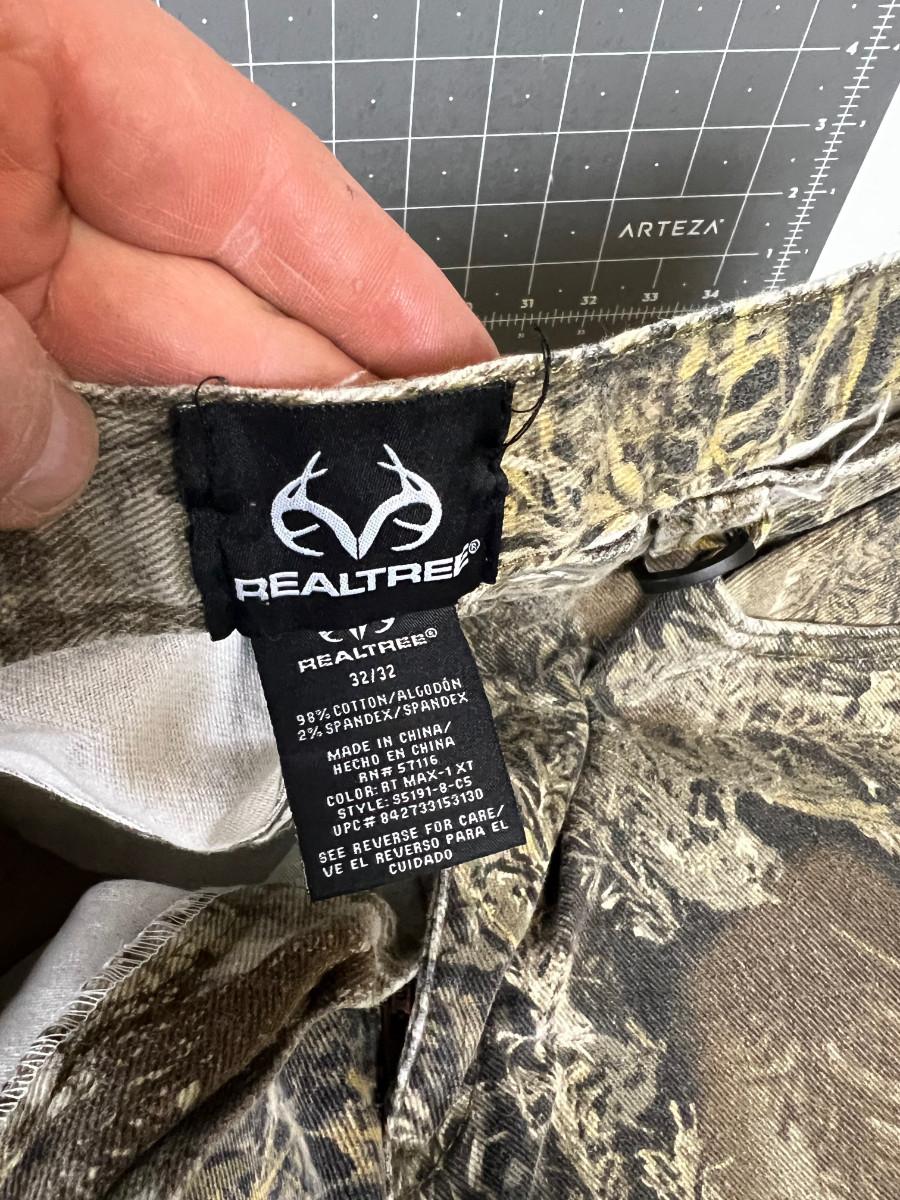 4
3
2
ARTEZA
1
31 32 33 34
REALTREE®
REALTREE®
32/32
98% COTTON/ALGODÓN
2% SPANDEX/SPANDEX
MADE IN CHINA/
HECHO EN CHINA
RN# 57116
COLOR: RT MAX-1 XT
STYLE: S5191-8-C5
UPC# 842733153130
SEE REVERSE FOR CARE/
VE EL REVERSO PARA EL
CUIDADO